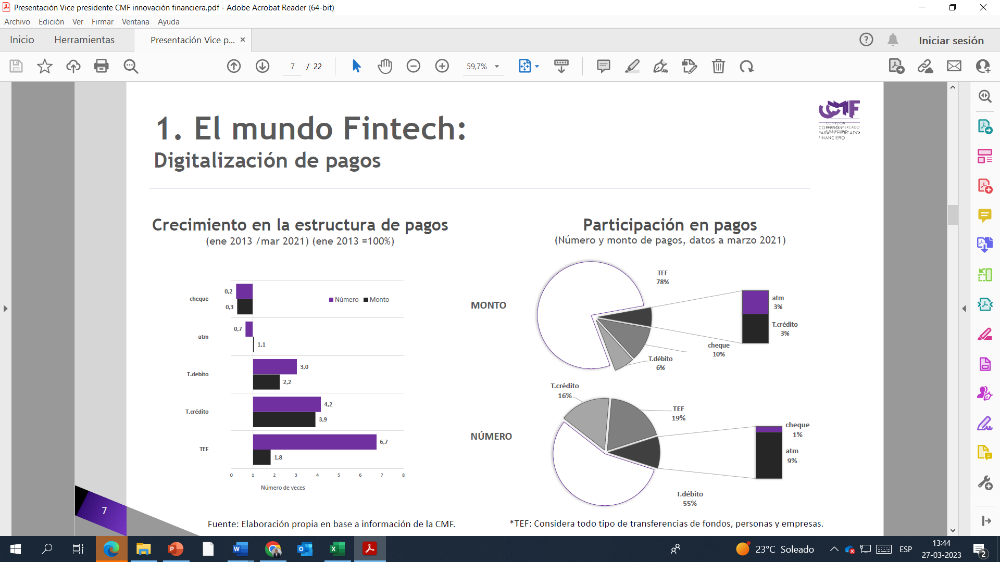 Presentación Vice presidente CMF innovación financiera.pdf - Adobe Acrobat Reader (64-bit)
Archivo Edición Ver Firmar Ventana Ayuda
Inicio Herramientas Presentación Vice p... × Iniciar sesión
7 / 22 59,7%
CMF
COMISIÓN
PARA EL MERCADO
FINANCIERO
1. El mundo Fintech:
Digitalización de pagos
Crecimiento en la estructura de pagos
(ene 2013 /mar 2021) (ene 2013 =100%)
cheque
0,2
0,3
Número Monto
atm
0,7
1,1
T.debito
3,0
2,2
T.crédito
4,2
3,9
TEF
6,7
1,8
0 1 2 3 4 5 6 7 8
Número de veces
Participación en pagos
(Número y monto de pagos, datos a marzo 2021)
MONTO
TEF
78%
atm
3%
T.crédito
3%
cheque
10%
T.débito
6%
NÚMERO
T.crédito
16%
TEF
19%
cheque
1%
atm
9%
T.débito
55%
7
Fuente: Elaboración propia en base a información de la CMF.
*TEF: Considera todo tipo de transferencias de fondos, personas y empresas.
23°C Soleado
ESP
13:44
27-03-2023
2